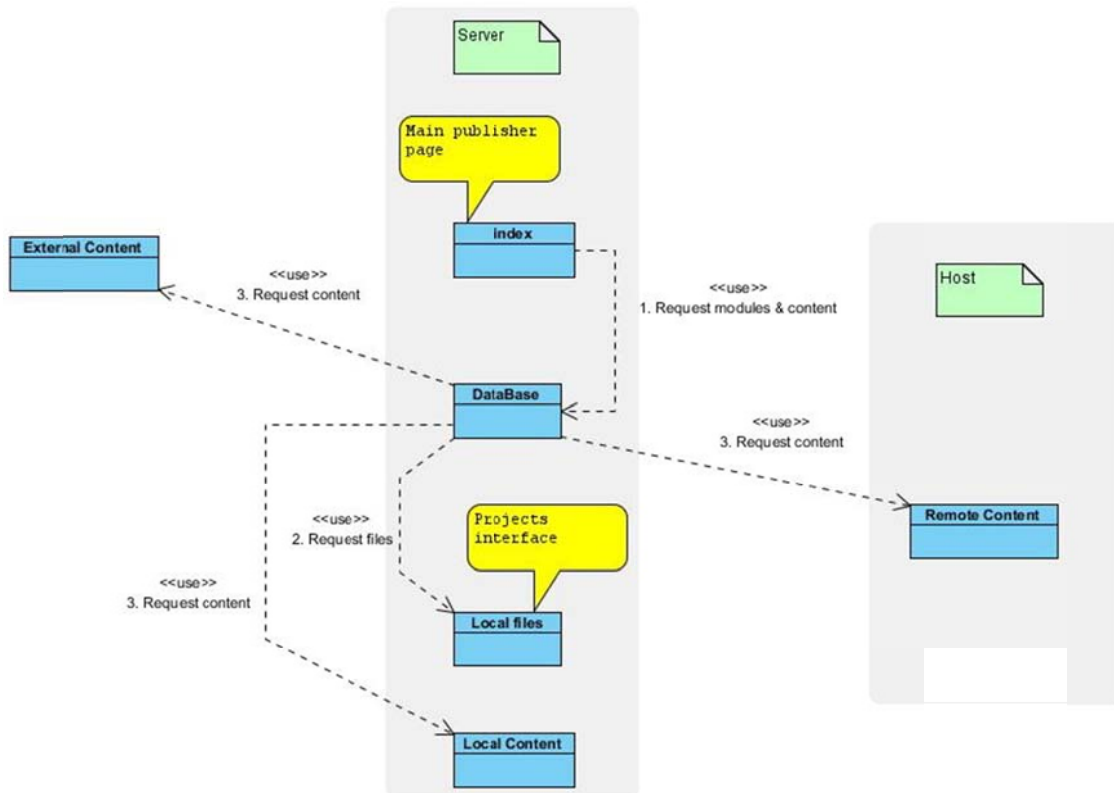 Server
Main publisher
page
index
External Content
<<use>>
3. Request content
<<use>>
1. Request modules & content
Host
DataBase
<<use>>
3. Request content
<<use>>
2. Request files
Projects
interface
Remote Content
<<use>>
3. Request content
Local files
Local Content